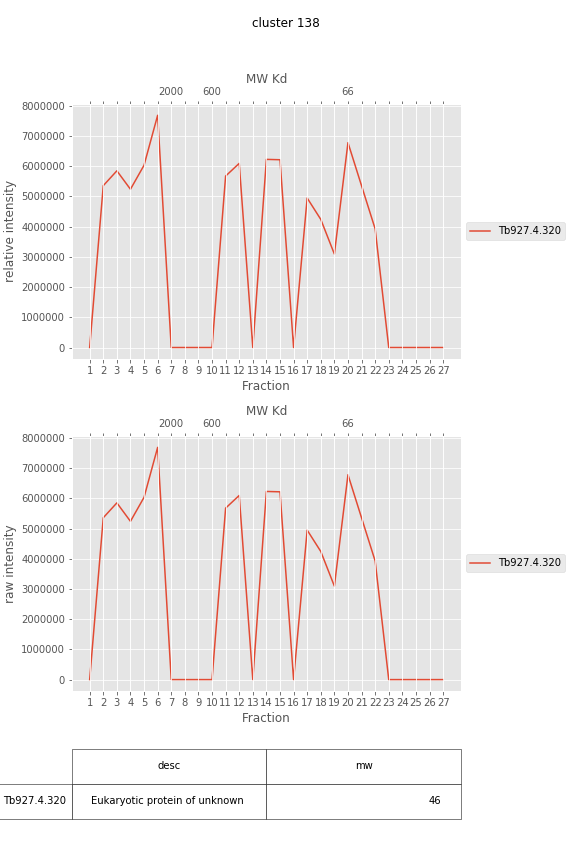 cluster 138
MW Kd
2000 600 66
8000000
7000000
6000000
5000000
4000000
3000000
2000000
1000000
0
relative intensity
Tb927.4.320
1 2 3 4 5 6 7 8 9 10 11 12 13 14 15 16 17 18 19 20 21 22 23 24 25 26 27
Fraction
MW Kd
2000 600 66
8000000
7000000
6000000
5000000
4000000
3000000
2000000
1000000
0
raw intensity
Tb927.4.320
1 2 3 4 5 6 7 8 9 10 11 12 13 14 15 16 17 18 19 20 21 22 23 24 25 26 27
Fraction
desc mw
Tb927.4.320 Eukaryotic protein of unknown 46